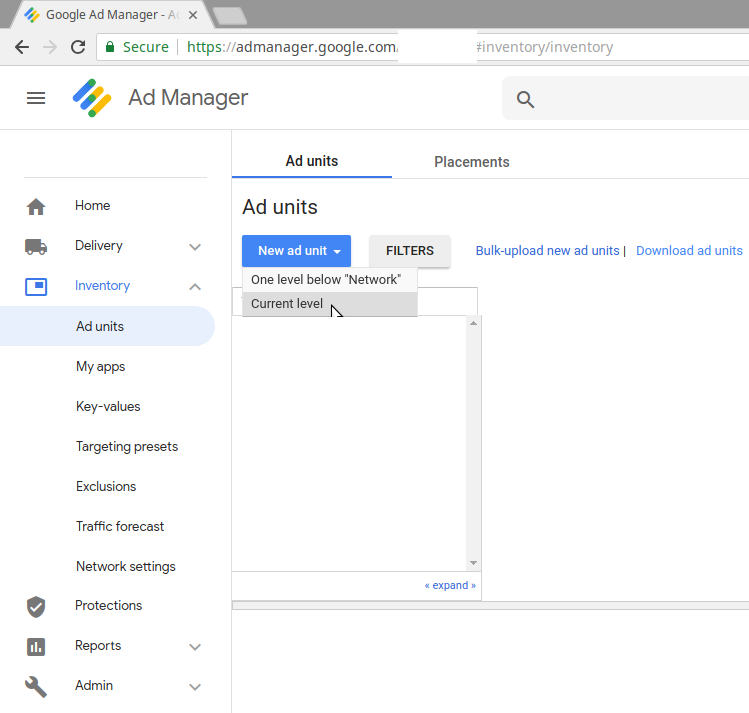 Google Ad Manager - Ad
Secure
https://admanager.google.com/ #inventory/inventory
Ad Manager
Home
Delivery
Inventory
Ad units
My apps
Key-values
Targeting presets
Exclusions
Traffic forecast
Network settings
Protections
Reports
Admin
Ad units
Placements
Ad units
New ad unit
FILTERS
Bulk-upload new ad units |
Download ad units
One level below "Network"
Current level
« expand »